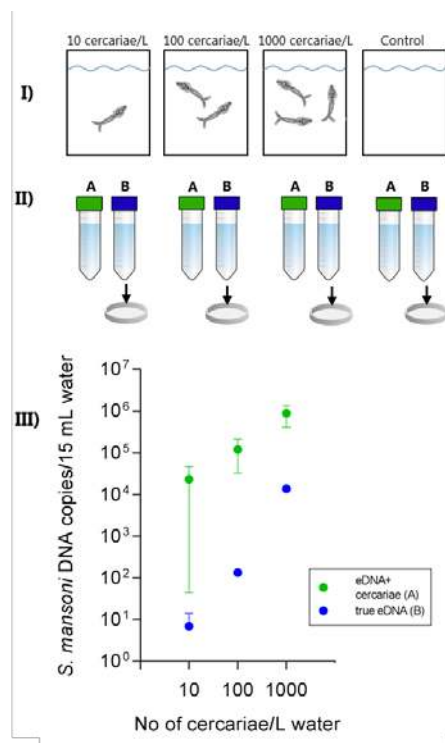 10 cercariae/L 100 cercariae/L 1000 cercariae/L Control
I)
A B A B A B A B
II)
III)
S. mansoni DNA copies/15 mL water
10⁷
10⁶
10⁵
10⁴
10³
10²
10¹
10⁰
10 100 1000
No of cercariae/L water
eDNA+
cercariae (A)
true eDNA (B)